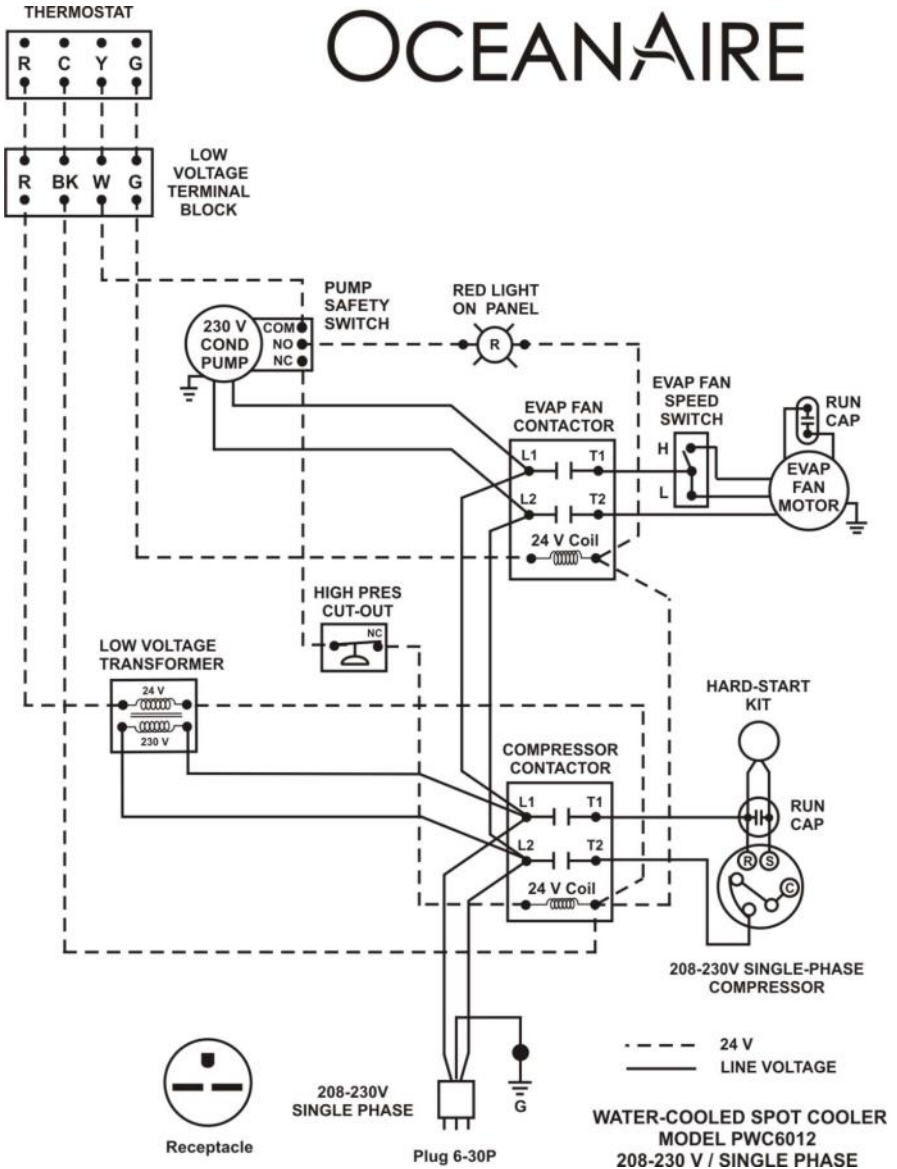 THERMOSTAT
OCEANAIRE
R C Y G
LOW
VOLTAGE
TERMINAL
BLOCK
R BK W G
PUMP
SAFETY
SWITCH
RED LIGHT
ON PANEL
230 V
COND
PUMP
COM
NO
NC
R
EVAP FAN
CONTACTOR
EVAP FAN
SPEED
SWITCH
RUN
CAP
L1 T1
L2 T2
24 V Coil
H
L
EVAP
FAN
MOTOR
HIGH PRES
CUT-OUT
NC
LOW VOLTAGE
TRANSFORMER
24 V
230 V
HARD-START
KIT
COMPRESSOR
CONTACTOR
L1 T1
L2 T2
24 V Coil
RUN
CAP
R S
C
208-230V SINGLE-PHASE
COMPRESSOR
24 V
LINE VOLTAGE
Receptacle
208-230V
SINGLE PHASE
G
Plug 6-30P
WATER-COOLED SPOT COOLER
MODEL PWC6012
208-230 V / SINGLE PHASE